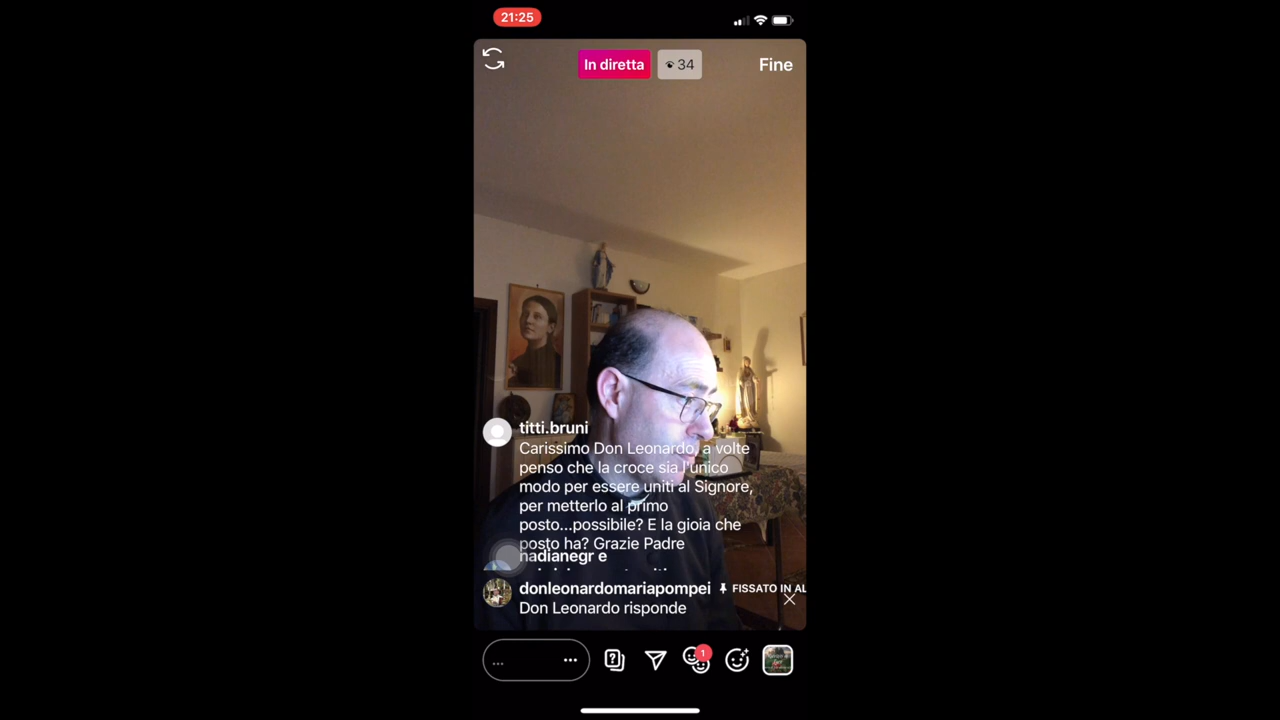 21:25
In diretta
34
Fine
titti.bruni
Carissimo Don Leonardo, a volte
penso che la croce sia l'unico
modo per essere uniti al Signore,
per metterlo al primo
posto...possibile? E la gioia che
posto ha? Grazie Padre
nadianegr e
donleonardomariapompei FISSATO IN AL
Don Leonardo risponde
...
1